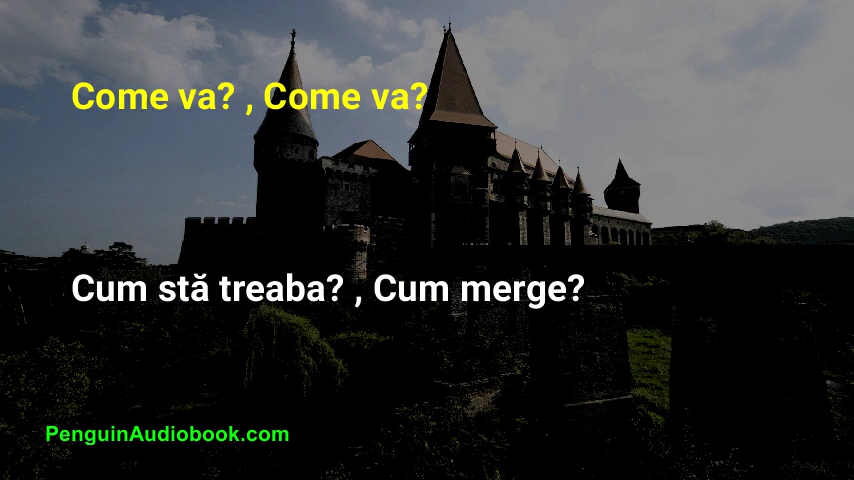 Come va? , Come va?
Cum stă treaba? , Cum merge?
PenguinAudiobook.com